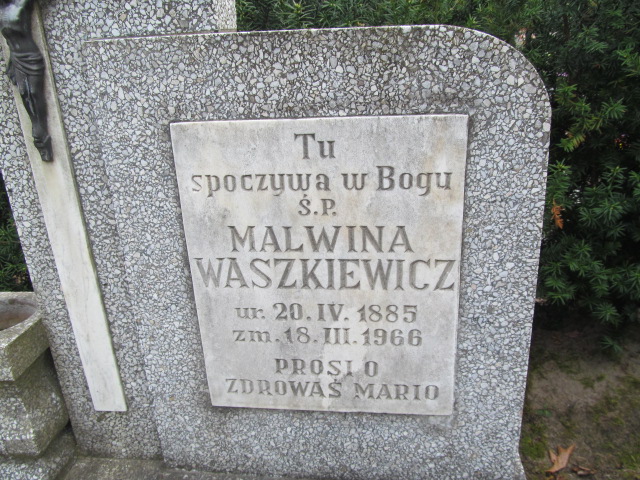 Tu
spoczywa w Bogu
Ś.P.
MALWINA
WASZKIEWICZ
ur. 20.IV.1885
zm.18.III.1966
PROSI O
ZDROWAŚ MARIO